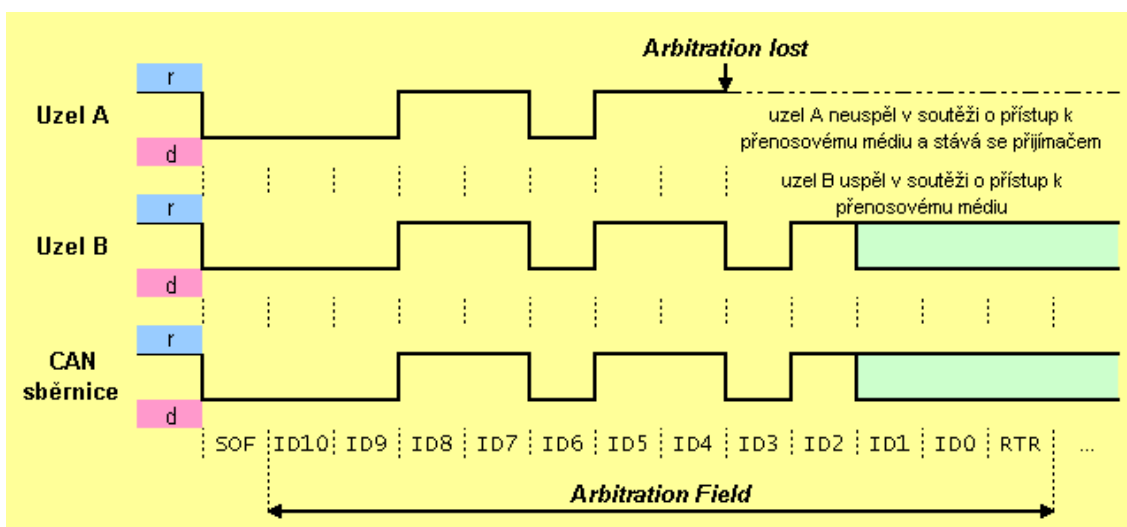 Arbitration lost
r
Uzel A
d
uzel A neuspěl v soutěži o přístup k
přenosovému médiu a stává se přijímačem
uzel B uspěl v soutěži o přístup k
přenosovému médiu
r
Uzel B
d
r
CAN
sběrnice
d
SOF ID10 ID9 ID8 ID7 ID6 ID5 ID4 ID3 ID2 ID1 ID0 RTR ...
Arbitration Field